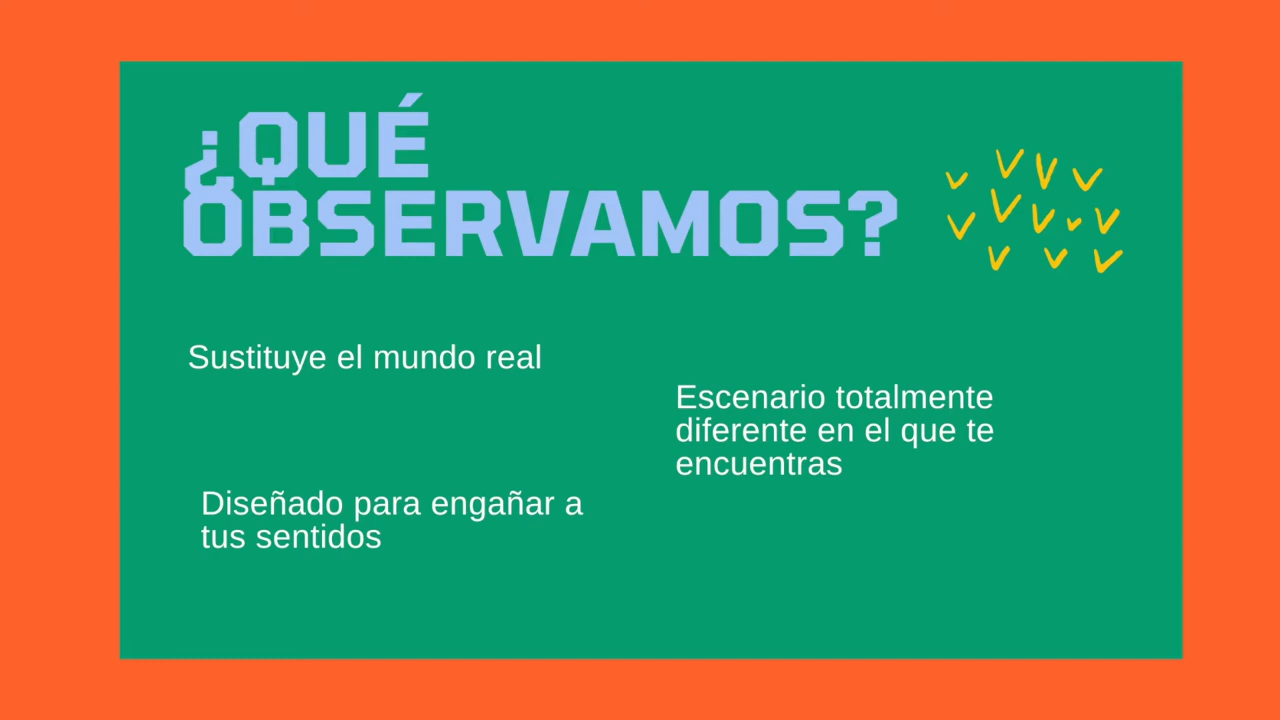 ¿QUÉ
OBSERVAMOS?
Sustituye el mundo real
Escenario totalmente
diferente en el que te
encuentras
Diseñado para engañar a
tus sentidos